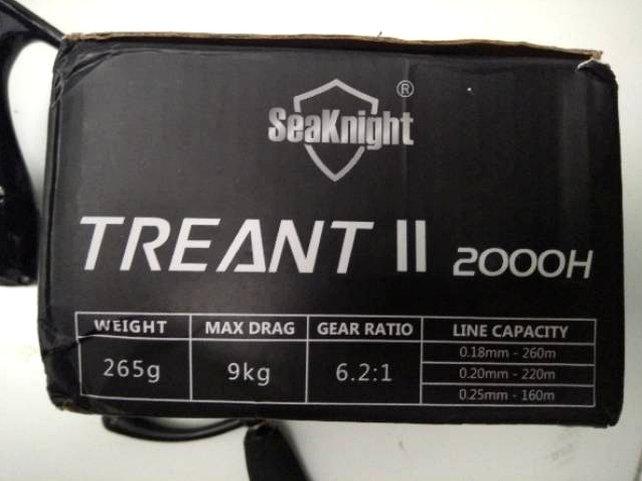 SeaKnight ®
TREANT II 2000H
WEIGHT MAX DRAG GEAR RATIO LINE CAPACITY
265g 9kg 6.2:1
0.18mm - 260m
0.20mm - 220m
0.25mm - 160m